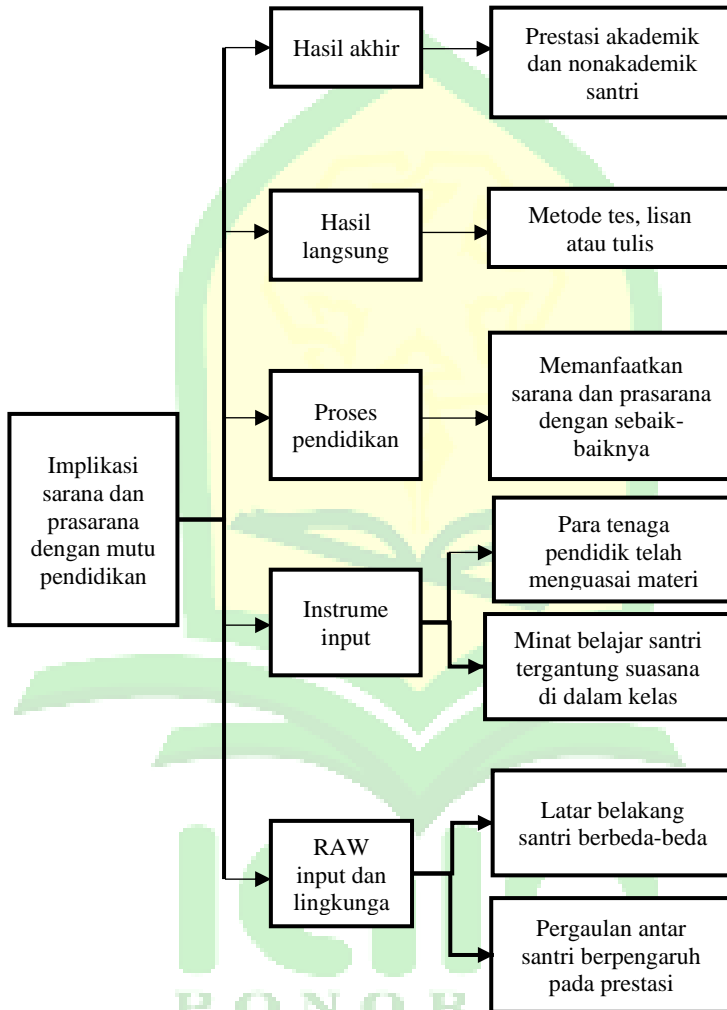 Hasil akhir
Prestasi akademik
dan nonakademik
santri
Hasil
langsung
Metode tes, lisan
atau tulis
Proses
pendidikan
Memanfaatkan
sarana dan prasarana
dengan sebaik-
baiknya
Implikasi
sarana dan
prasarana
dengan mutu
pendidikan
Instrume
input
Para tenaga
pendidik telah
menguasai materi
Minat belajar santri
tergantung suasana
di dalam kelas
RAW
input dan
lingkunga
Latar belakang
santri berbeda-beda
Pergaulan antar
santri berpengaruh
pada prestasi